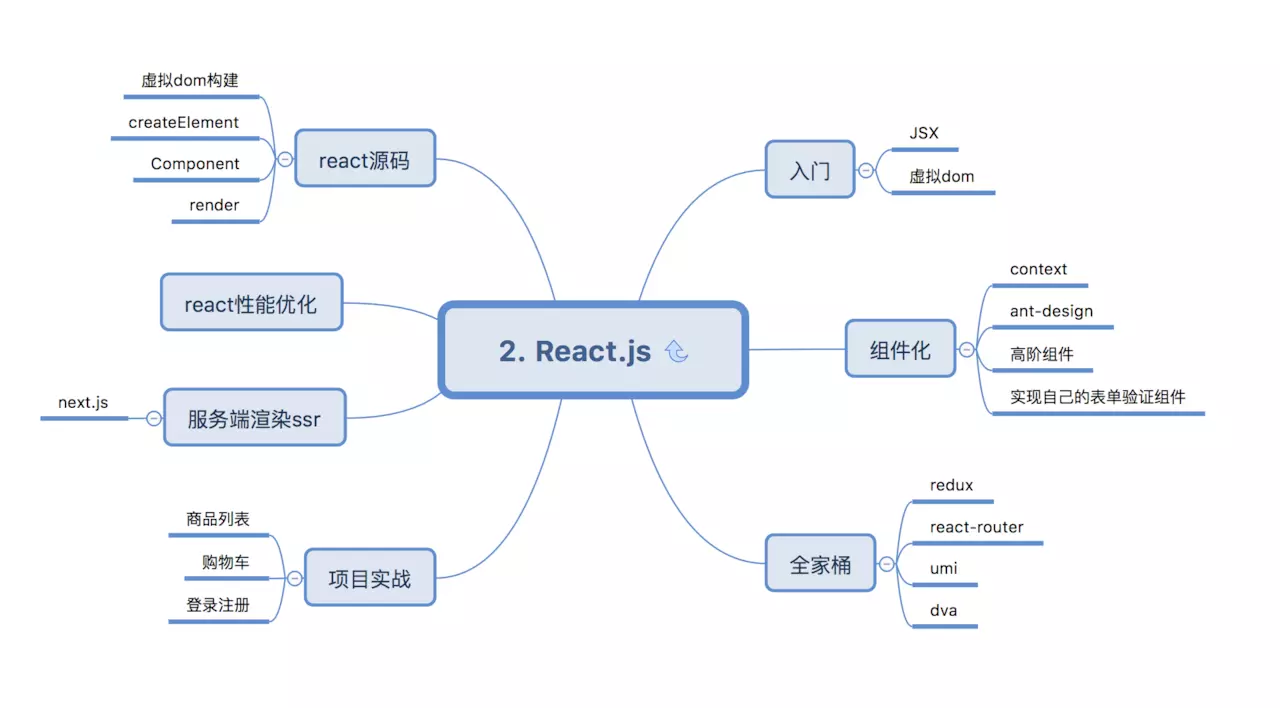 虚拟dom构建
createElement
Component
render
react源码
react性能优化
next.js
服务端渲染ssr
商品列表
购物车
登录注册
项目实战
2. React.js
入门
JSX
虚拟dom
组件化
context
ant-design
高阶组件
实现自己的表单验证组件
全家桶
redux
react-router
umi
dva